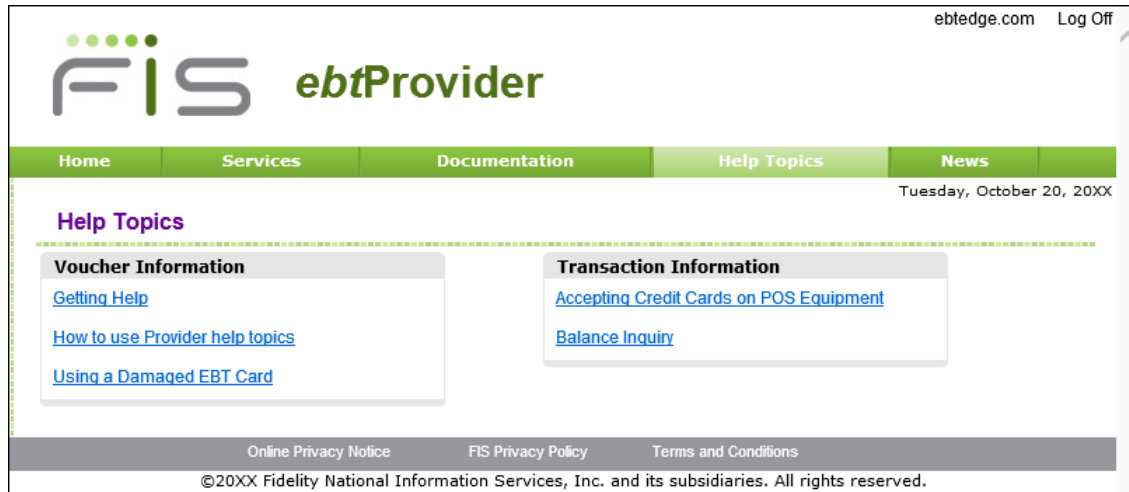 ebtedge.com Log Off
FIS ebtProvider
Home Services Documentation Help Topics News
Tuesday, October 20, 20XX
Help Topics
Voucher Information
Getting Help
How to use Provider help topics
Using a Damaged EBT Card
Transaction Information
Accepting Credit Cards on POS Equipment
Balance Inquiry
Online Privacy Notice FIS Privacy Policy Terms and Conditions
©20XX Fidelity National Information Services, Inc. and its subsidiaries. All rights reserved.